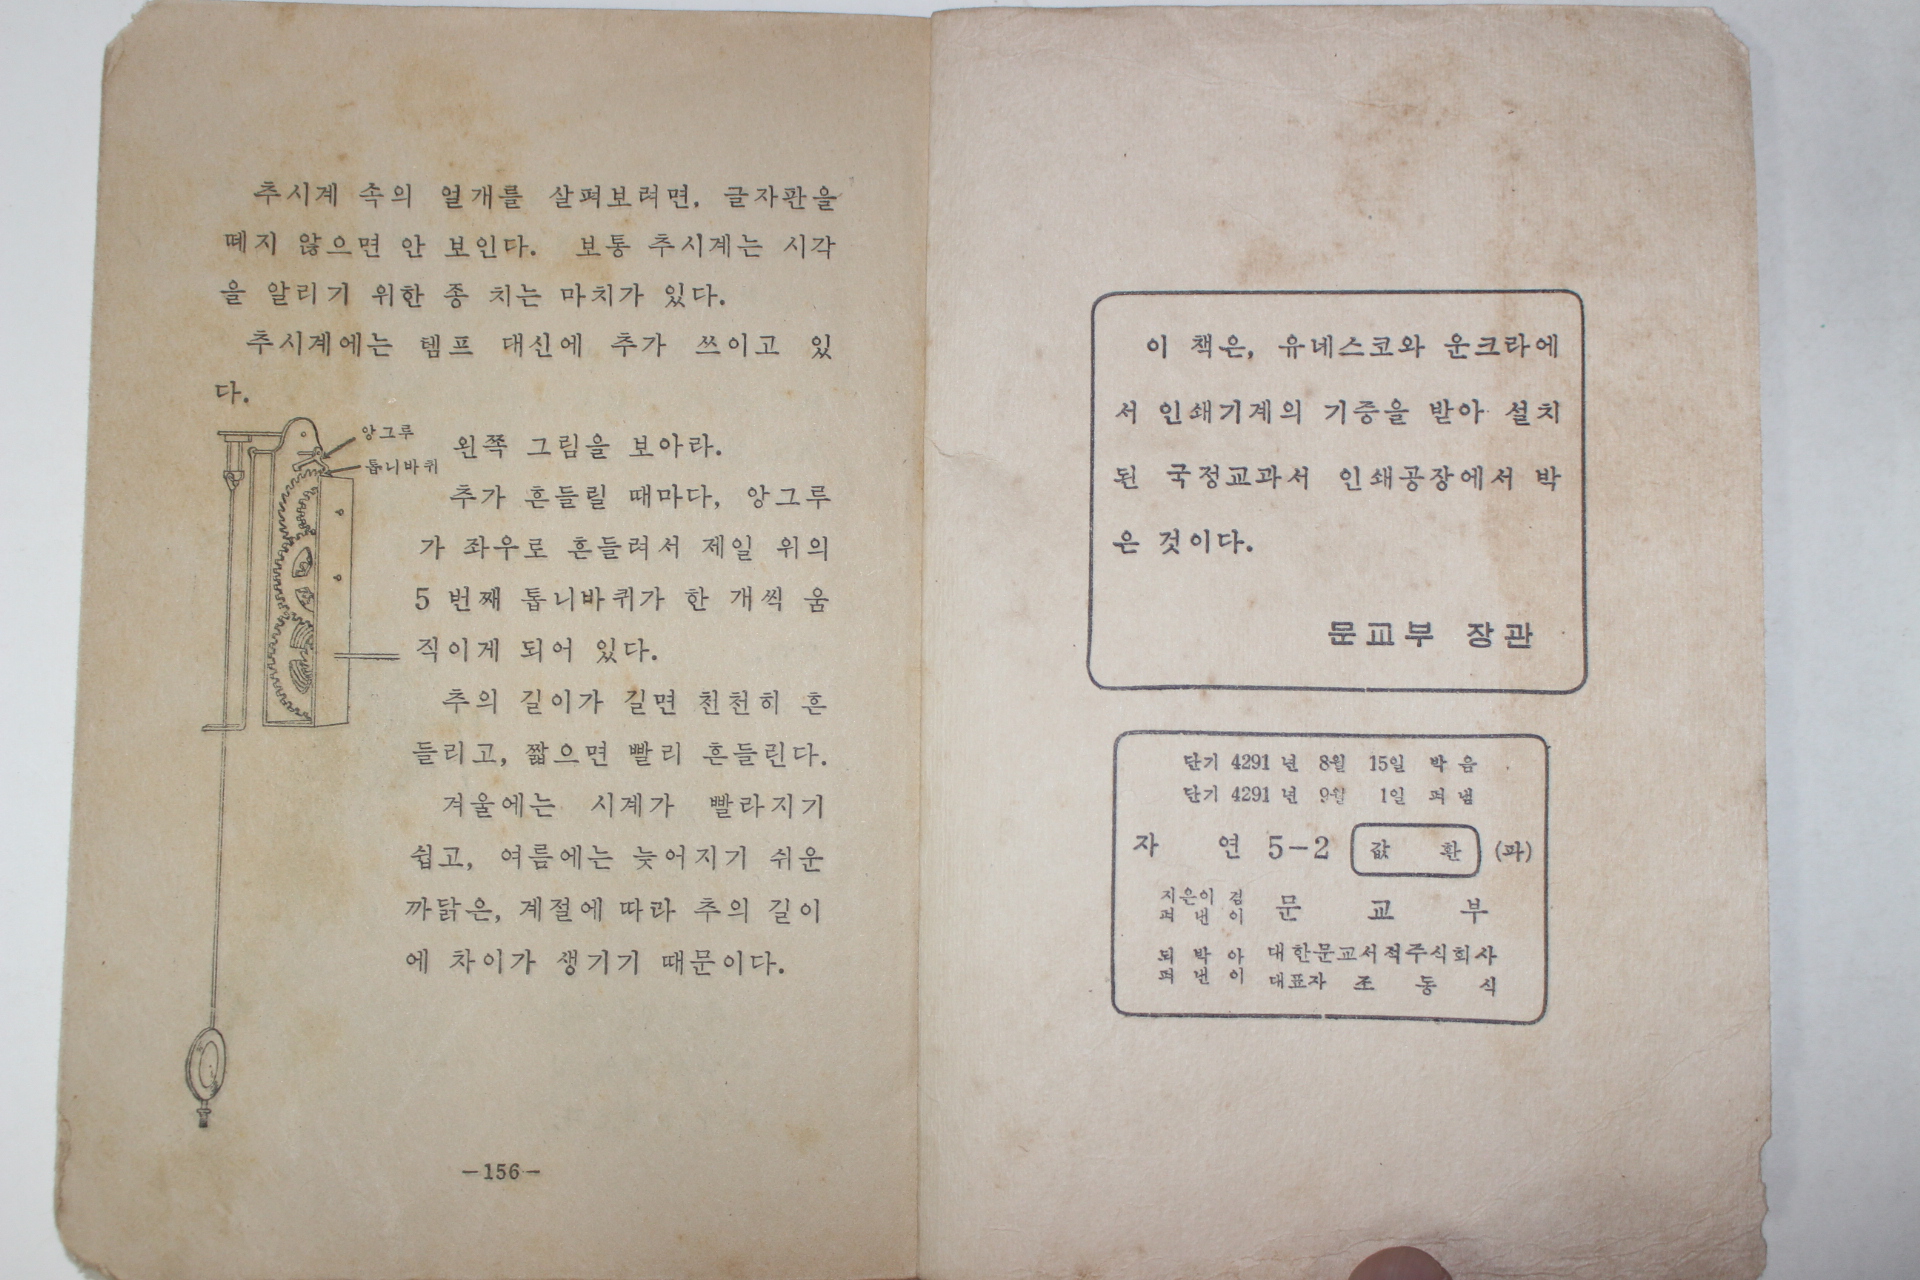 추시계 속의 얼개를 살펴보려면, 글자판을
떼지 않으면 안 보인다. 보통 추시계는 시각
을 알리기 위한 종 치는 마치가 있다.
추시계에는 템프 대신에 추가 쓰이고 있
다.
앙그루
톱니바퀴
왼쪽 그림을 보아라.
추가 흔들릴 때마다, 앙그루
가 좌우로 흔들려서 제일 위의
5 번째 톱니바퀴가 한 개씩 움
직이게 되어 있다.
추의 길이가 길면 천천히 흔
들리고, 짧으면 빨리 흔들린다.
겨울에는 시계가 빨라지기
쉽고, 여름에는 늦어지기 쉬운
까닭은, 계절에 따라 추의 길이
에 차이가 생기기 때문이다.
—156—
이 책은, 유네스코와 운크라에
서 인쇄기계의 기증을 받아 설치
된 국정교과서 인쇄공장에서 박
은 것이다.
문교부 장관
단기 4291 년 8월 15일 박음
단기 4291 년 9월 1일 펴냄
자 연 5—2 값 환 (파)
지은이 겸
펴 낸 이 문 교 부
되 박 아
펴 낸 이
대한문교서적주식회사
대표자 조 동 식